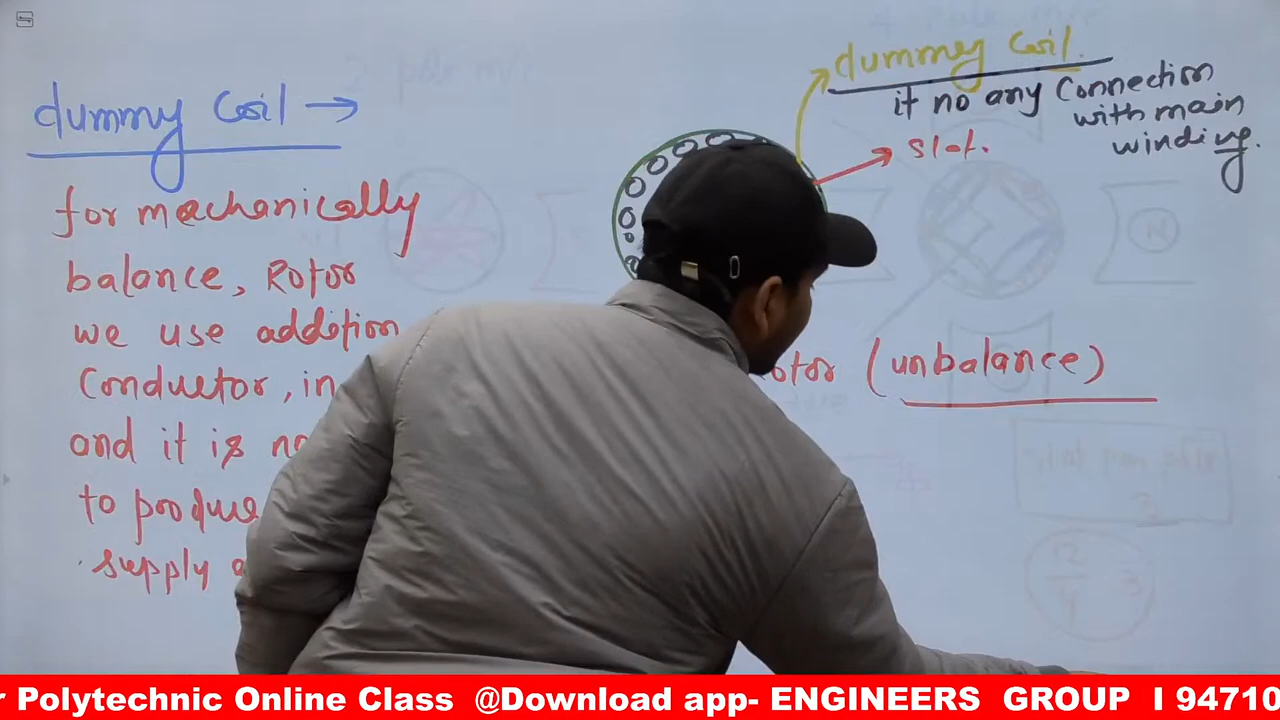 dummy Coil →
for mechanically
balance, Rotor
we use addition
Conductor, in
and it is
to produce
supply
dummy Coil.
it no any Connection
with main
winding.
Slot.
(unbalance)
Polytechnic Online Class @Download app- ENGINEERS GROUP I 94710